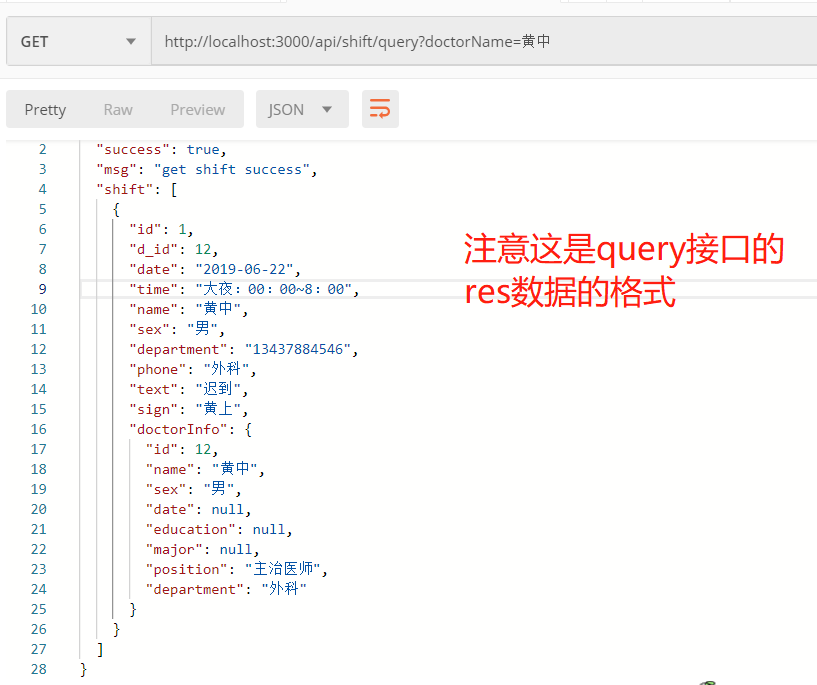 GET
http://localhost:3000/api/shift/query?doctorName=黄中
Pretty Raw Preview JSON
2 "success": true,
3 "msg": "get shift success",
4 "shift": [
5 {
6 "id": 1,
7 "d_id": 12,
8 "date": "2019-06-22",
9 "time": "大夜：00：00~8：00",
10 "name": "黄中",
11 "sex": "男",
12 "department": "13437884546",
13 "phone": "外科",
14 "text": "迟到",
15 "sign": "黄上",
16 "doctorInfo": {
17 "id": 12,
18 "name": "黄中",
19 "sex": "男",
20 "date": null,
21 "education": null,
22 "major": null,
23 "position": "主治医师",
24 "department": "外科"
25 }
26 }
27 ]
28 }
注意这是query接口的
res数据的格式